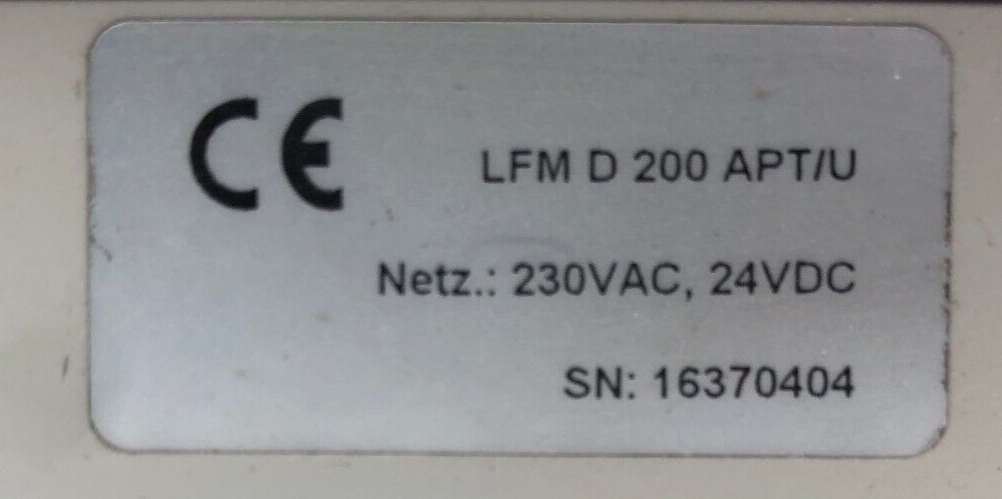 CE
LFM D 200 APT/U
Netz.: 230VAC, 24VDC
SN: 16370404